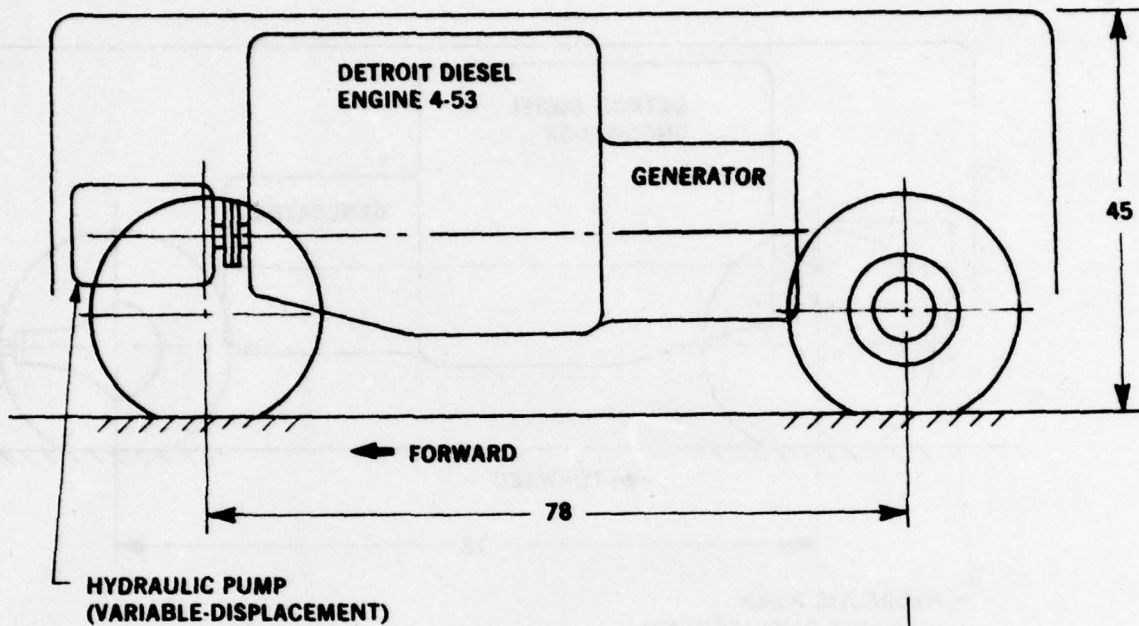 DETROIT DIESEL
ENGINE 4-53
GENERATOR
45
FORWARD
78
HYDRAULIC PUMP
(VARIABLE-DISPLACEMENT)